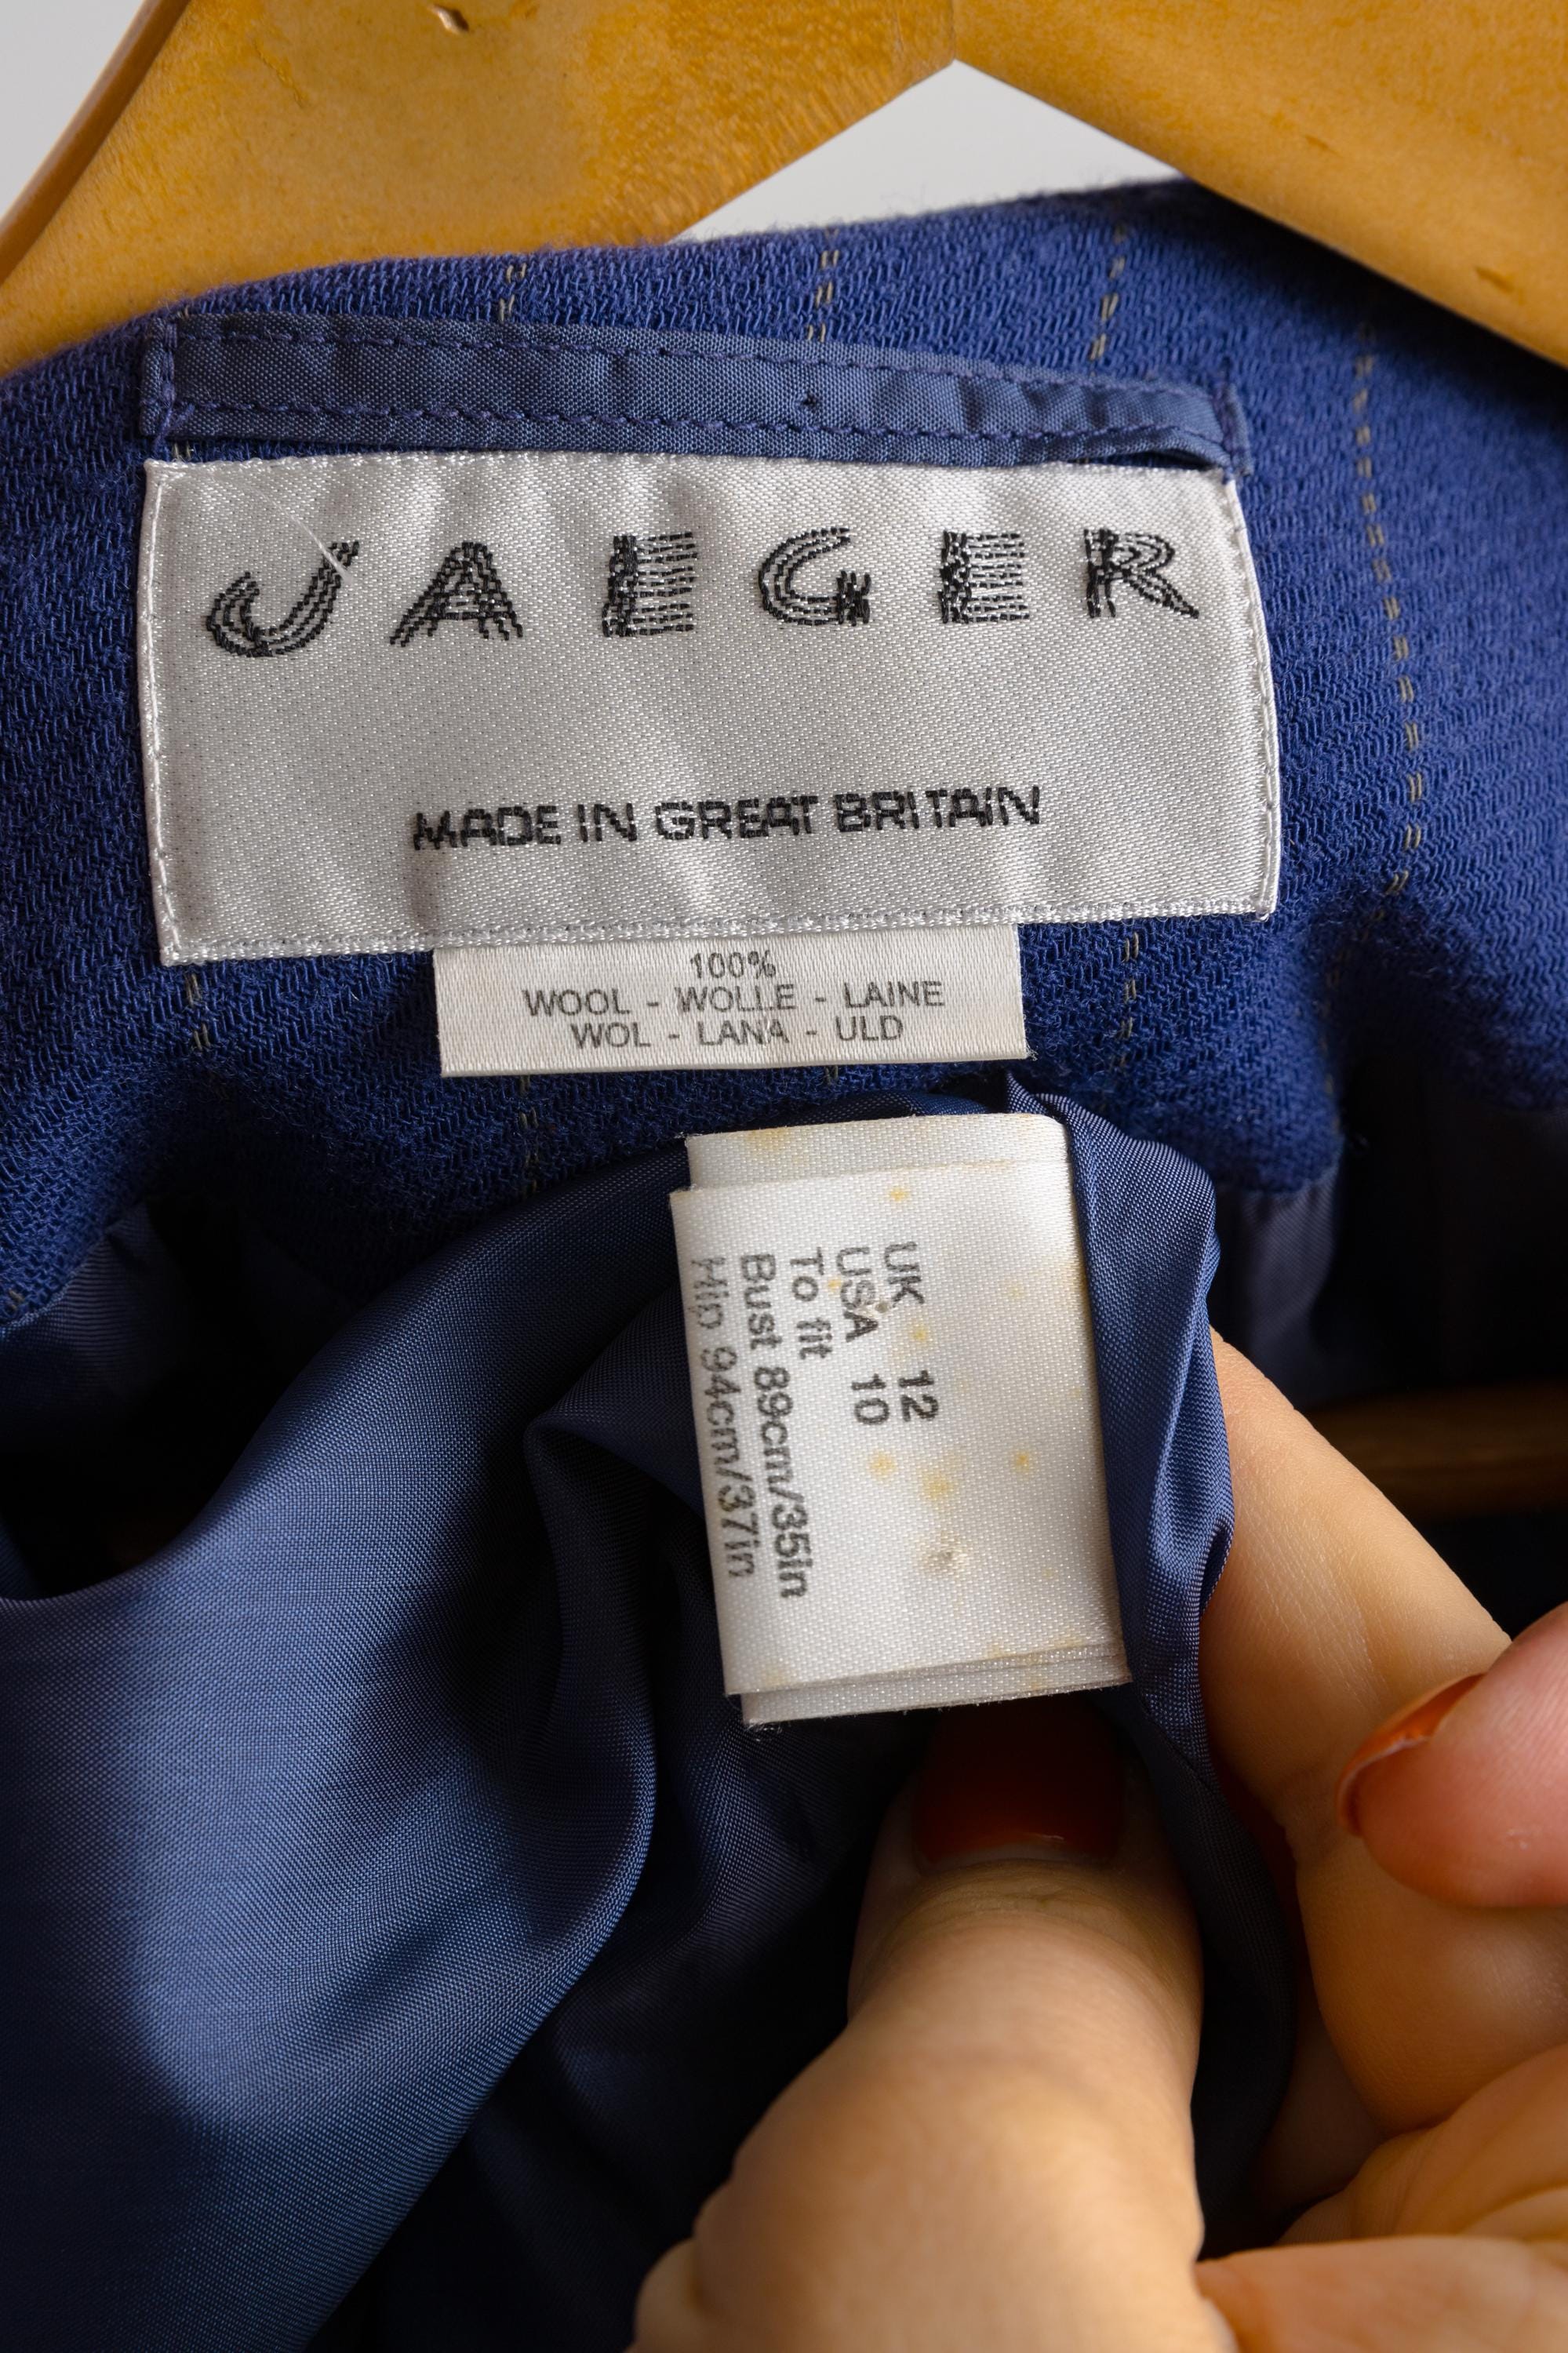 JAEGER
MADE IN GREAT BRITAIN
100%
WOOL - WOLLE - LAINE
WOL - LANA - ULD
UK 12
USA 10
To fit
Bust 89cm/35in
Hip 94cm/37in